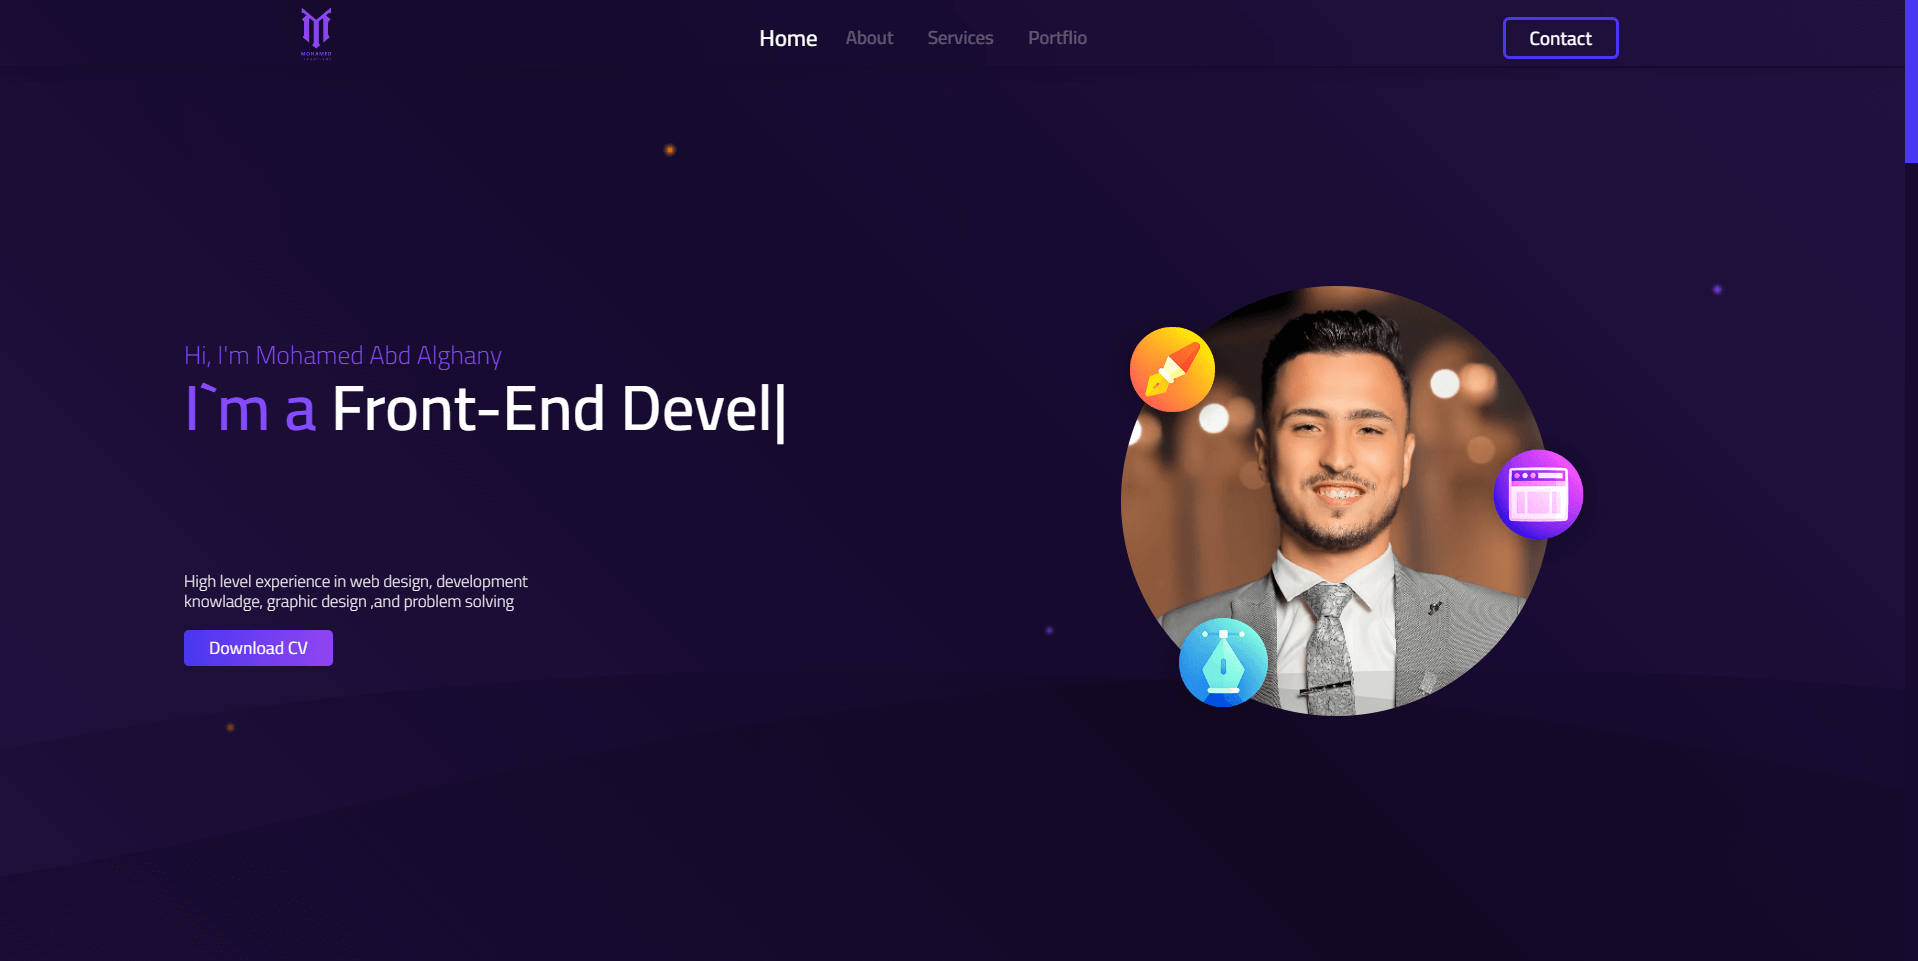 MOHAMED
Home
About
Services
Portflio
Contact
Hi, I'm Mohamed Abd Alghany
I`m a Front-End Devel|
High level experience in web design, development
knowladge, graphic design ,and problem solving
Download CV